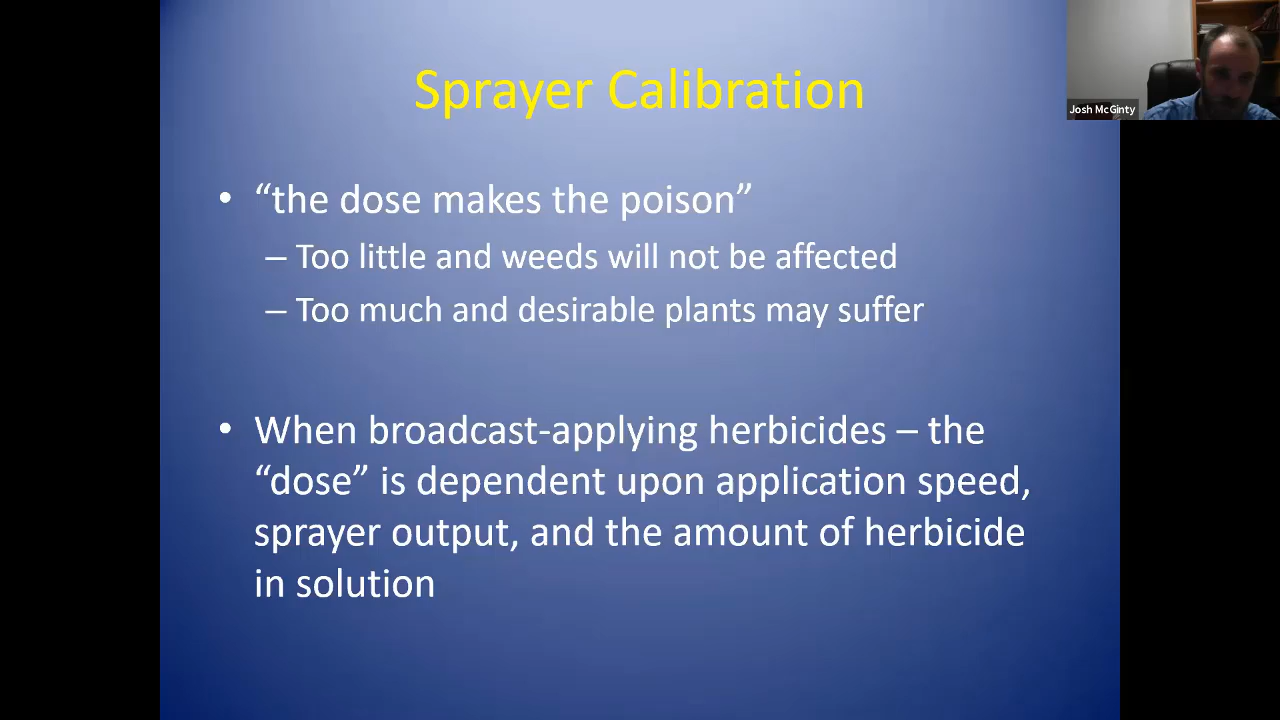 Sprayer Calibration
Josh McGinty
• “the dose makes the poison”
– Too little and weeds will not be affected
– Too much and desirable plants may suffer
• When broadcast-applying herbicides – the
“dose” is dependent upon application speed,
sprayer output, and the amount of herbicide
in solution